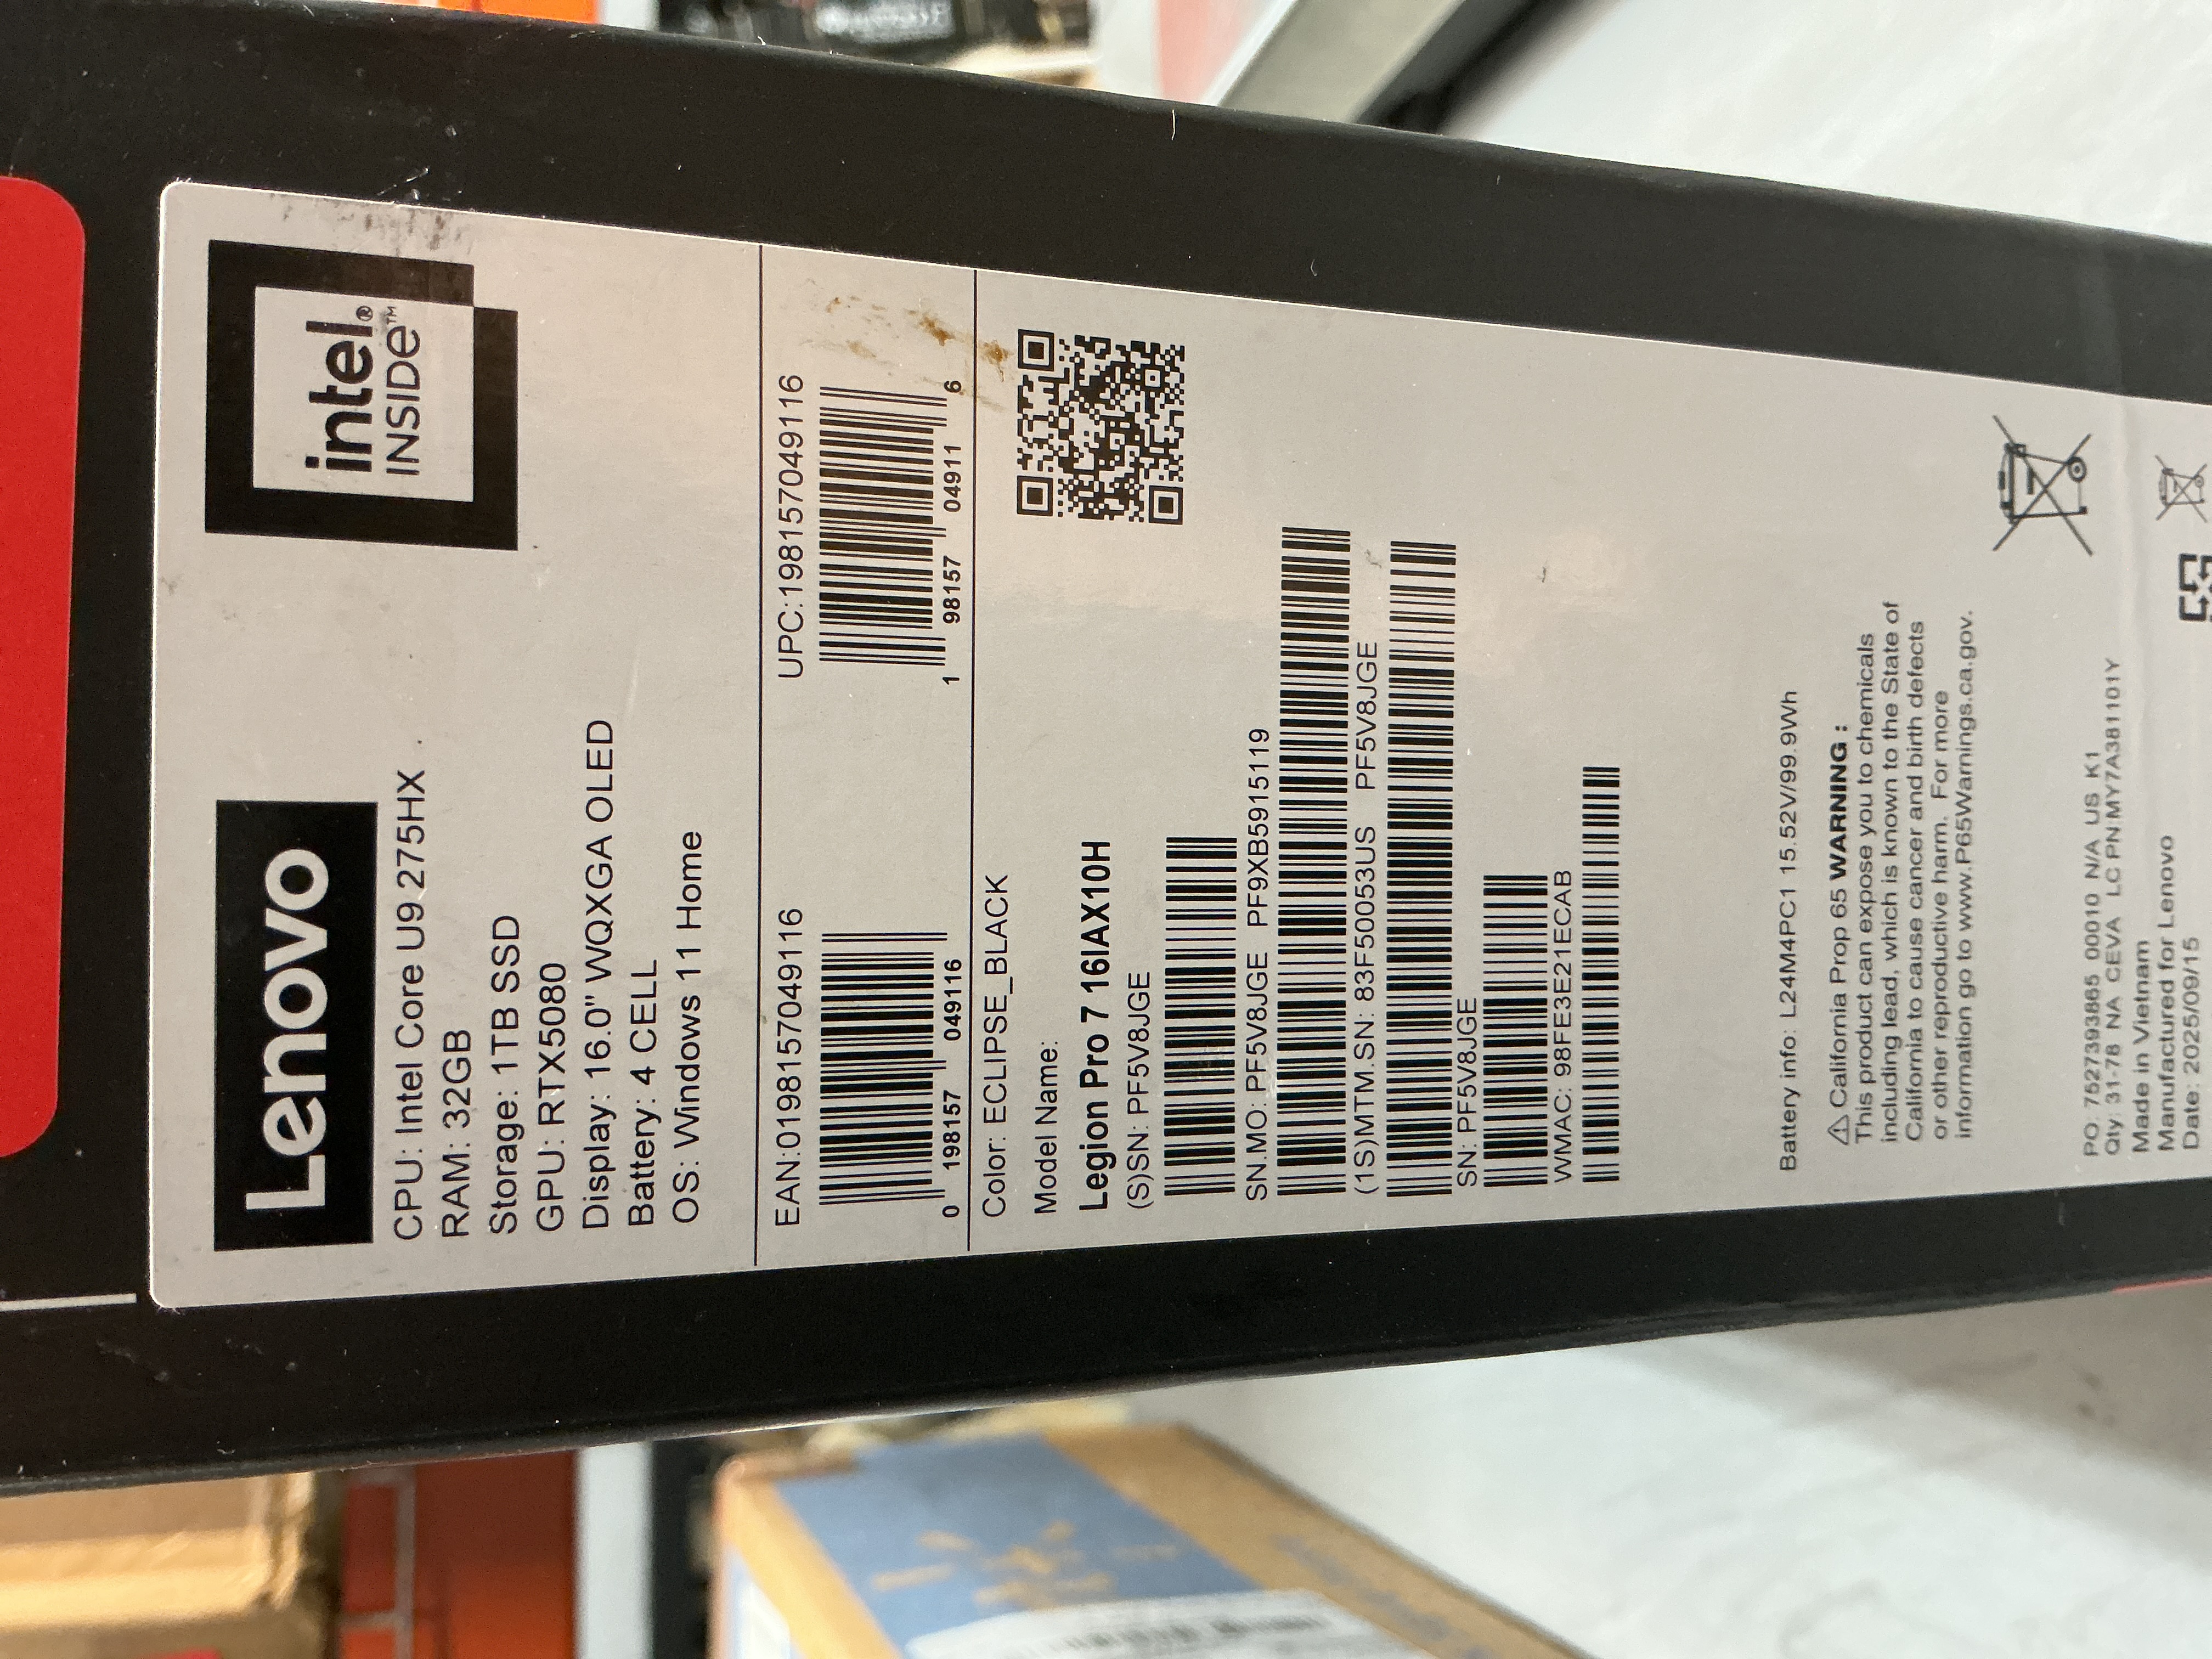 Lenovo
intel®
INSIDE™
CPU: Intel Core U9 275HX
RAM: 32GB
Storage: 1TB SSD
GPU: RTX5080
Display: 16.0" WQXGA OLED
Battery: 4 CELL
OS: Windows 11 Home
EAN:0198157049116
0 198157 049116
UPC:198157049116
1 98157 04911 6
Color: ECLIPSE_BLACK
Model Name:
Legion Pro 7 16IAX10H
(S)SN: PF5V8JGE
SN.MO: PF5V8JGE PF9XB5915119
(1S)MTM.SN: 83F50053US PF5V8JGE
SN: PF5V8JGE
WMAC: 98FE3E21ECAB
Battery info: L24M4PC1 15.52V/99.9Wh
⚠California Prop 65 WARNING :
This product can expose you to chemicals
including lead, which is known to the State of
California to cause cancer and birth defects
or other reproductive harm. For more
information go to www.P65Warnings.ca.gov.
PO: 7527393865 00010 N/A US K1
Qty: 31-78 NA CEVA LC PN:MY7A3811101Y
Made in Vietnam
Manufactured for Lenovo
Date: 2025/09/15